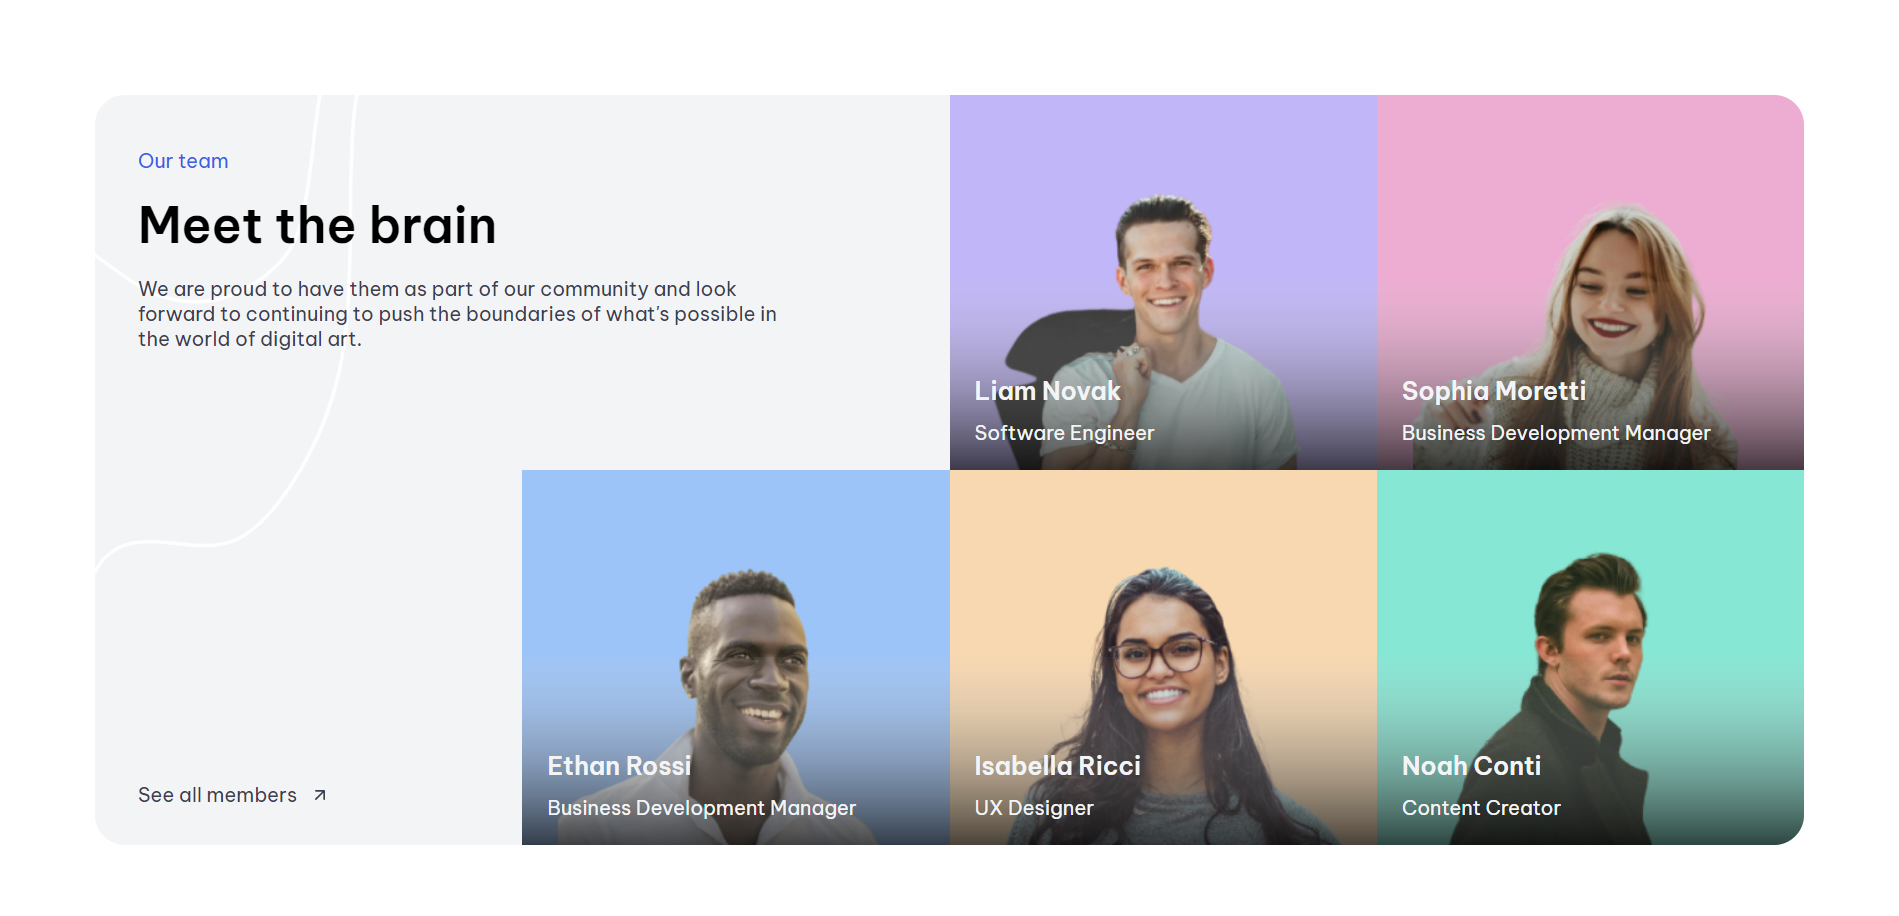 Our team
Meet the brain
We are proud to have them as part of our community and look
forward to continuing to push the boundaries of what's possible in
the world of digital art.
See all members
Liam Novak
Software Engineer
Sophia Moretti
Business Development Manager
Ethan Rossi
Business Development Manager
Isabella Ricci
UX Designer
Noah Conti
Content Creator